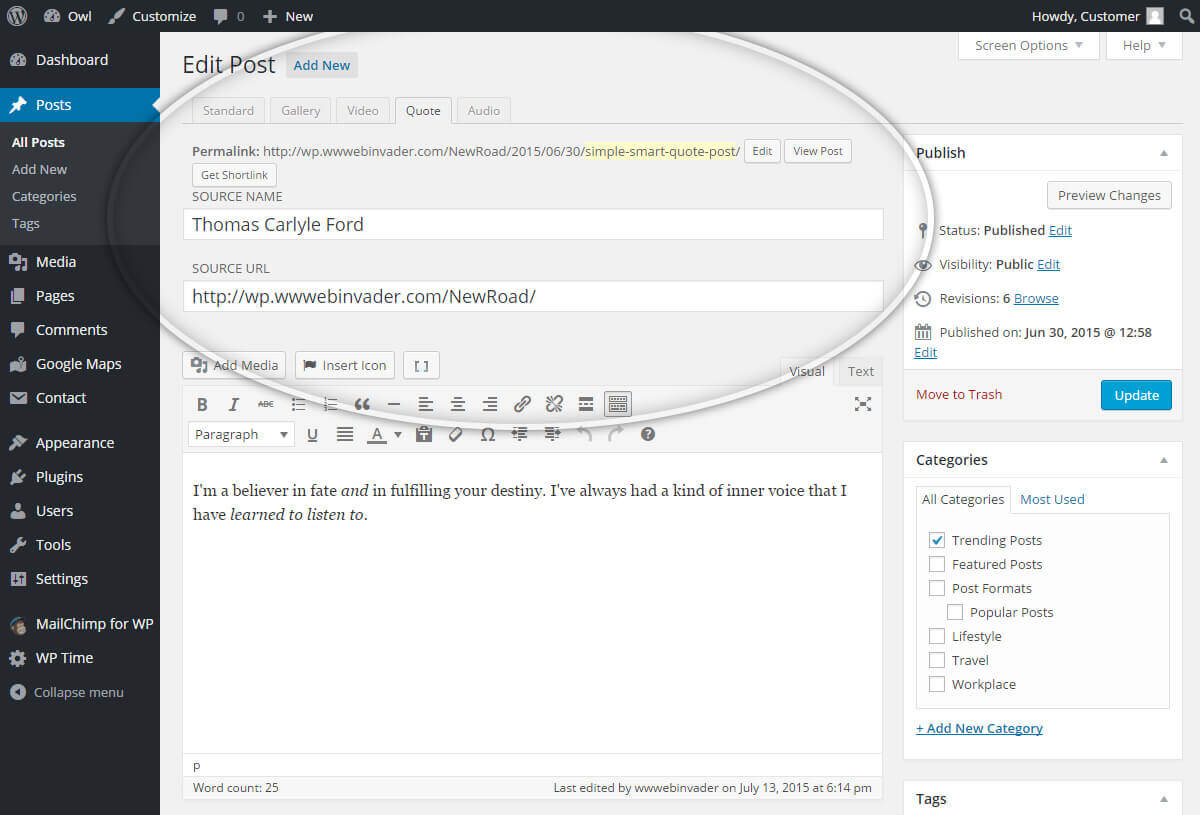 Owl Customize 0 New Howdy, Customer
Screen Options Help
Dashboard
Posts
All Posts
Add New
Categories
Tags
Media
Pages
Comments
Google Maps
Contact
Appearance
Plugins
Users
Tools
Settings
MailChimp for WP
WP Time
Collapse menu
Edit Post Add New
Standard Gallery Video Quote Audio
Permalink: http://wp.wwwebinvader.com/NewRoad/2015/06/30/simple-smart-quote-post/ Edit View Post
Get Shortlink
SOURCE NAME
Thomas Carlyle Ford
SOURCE URL
http://wp.wwwebinvader.com/NewRoad/
Add Media Insert Icon [ ] Visual Text
B I ABC
Paragraph U A
I'm a believer in fate and in fulfilling your destiny. I've always had a kind of inner voice that I
have learned to listen to.
p
Word count: 25 Last edited by wwwebinvader on July 13, 2015 at 6:14 pm
Publish
Preview Changes
Status: Published Edit
Visibility: Public Edit
Revisions: 6 Browse
Published on: Jun 30, 2015 @ 12:58
Edit
Move to Trash Update
Categories
All Categories Most Used
Trending Posts
Featured Posts
Post Formats
Popular Posts
Lifestyle
Travel
Workplace
+ Add New Category
Tags